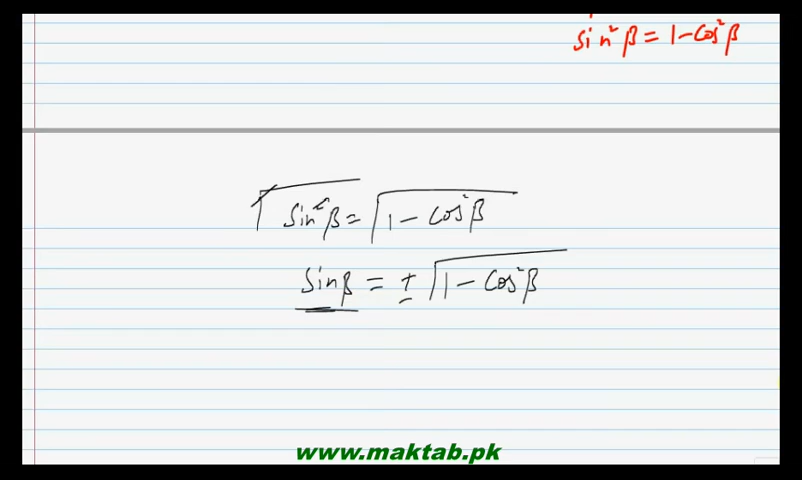 sin²β = 1-cos²β
√sin²β = √1 - cos²β
sinβ = ± √1 - cos²β
www.maktab.pk